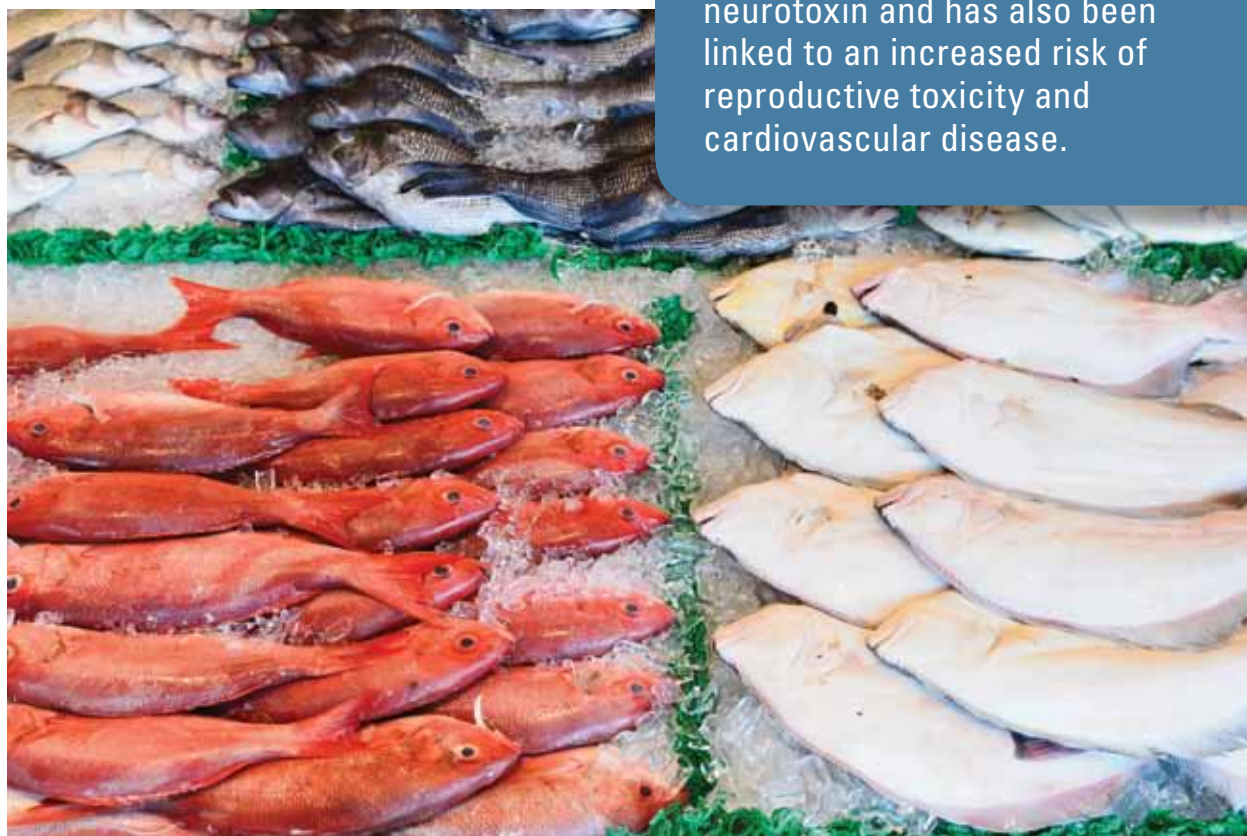 neurotoxin and has also been
linked to an increased risk of
reproductive toxicity and
cardiovascular disease.